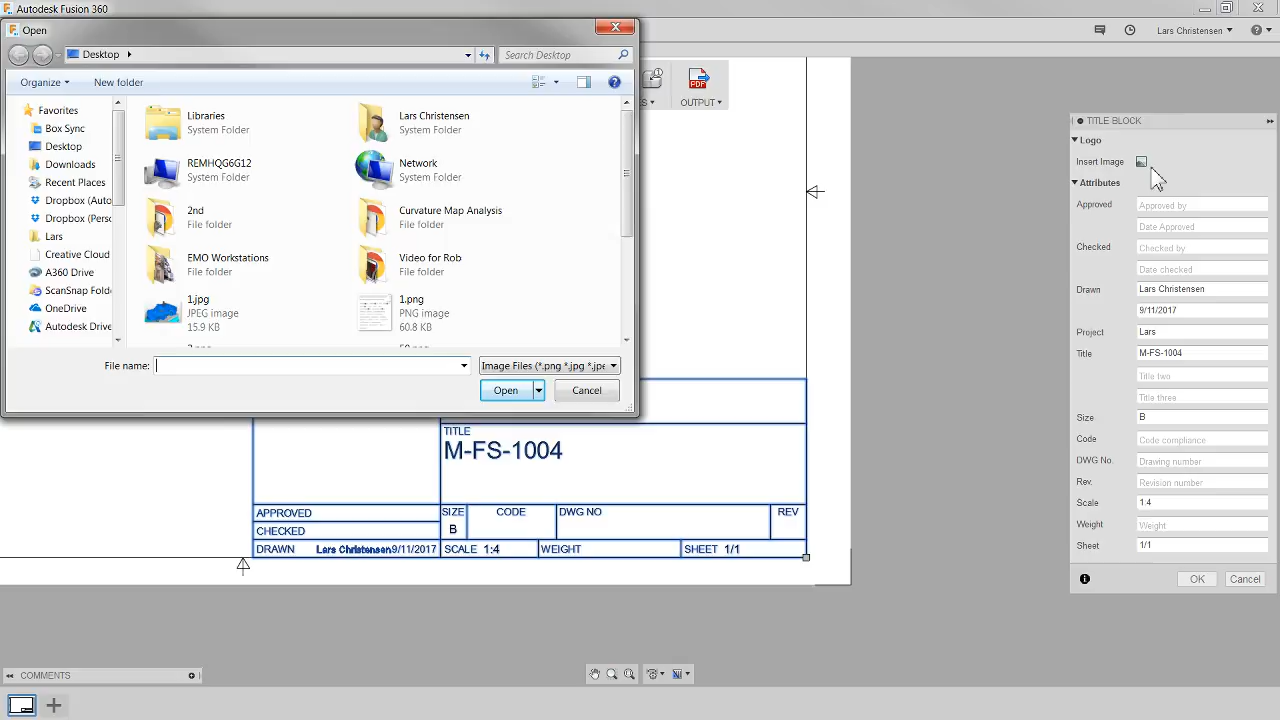 Autodesk Fusion 360
Open
Desktop
Search Desktop
Lars Christensen
Organize
New folder
PDF
OUTPUT
Favorites
Box Sync
Desktop
Downloads
Recent Places
Dropbox (Auto
Dropbox (Perso
Lars
Creative Cloud
A360 Drive
ScanSnap Fold
OneDrive
Autodesk Drive
Libraries
System Folder
Lars Christensen
System Folder
REMHQG6G12
System Folder
Network
System Folder
2nd
File folder
Curvature Map Analysis
File folder
EMO Workstations
File folder
Video for Rob
File folder
1.jpg
JPEG image
15.9 KB
1.png
PNG image
60.8 KB
File name:
Image Files (*.png *.jpg *.jpe
Open
Cancel
TITLE BLOCK
Logo
Insert Image
Attributes
Approved
Approved by
Date Approved
Checked
Checked by
Date checked
Drawn
Lars Christensen
9/11/2017
Project
Lars
Title
M-FS-1004
Title two
Title three
Size
B
Code
Code compliance
DWG No.
Drawing number
Rev.
Revision number
Scale
1:4
Weight
Weight
Sheet
1/1
OK
Cancel
TITLE
M-FS-1004
APPROVED
CHECKED
DRAWN Lars Christensen 9/11/2017
SIZE
B
CODE
DWG NO
REV
SCALE 1:4
WEIGHT
SHEET 1/1
COMMENTS